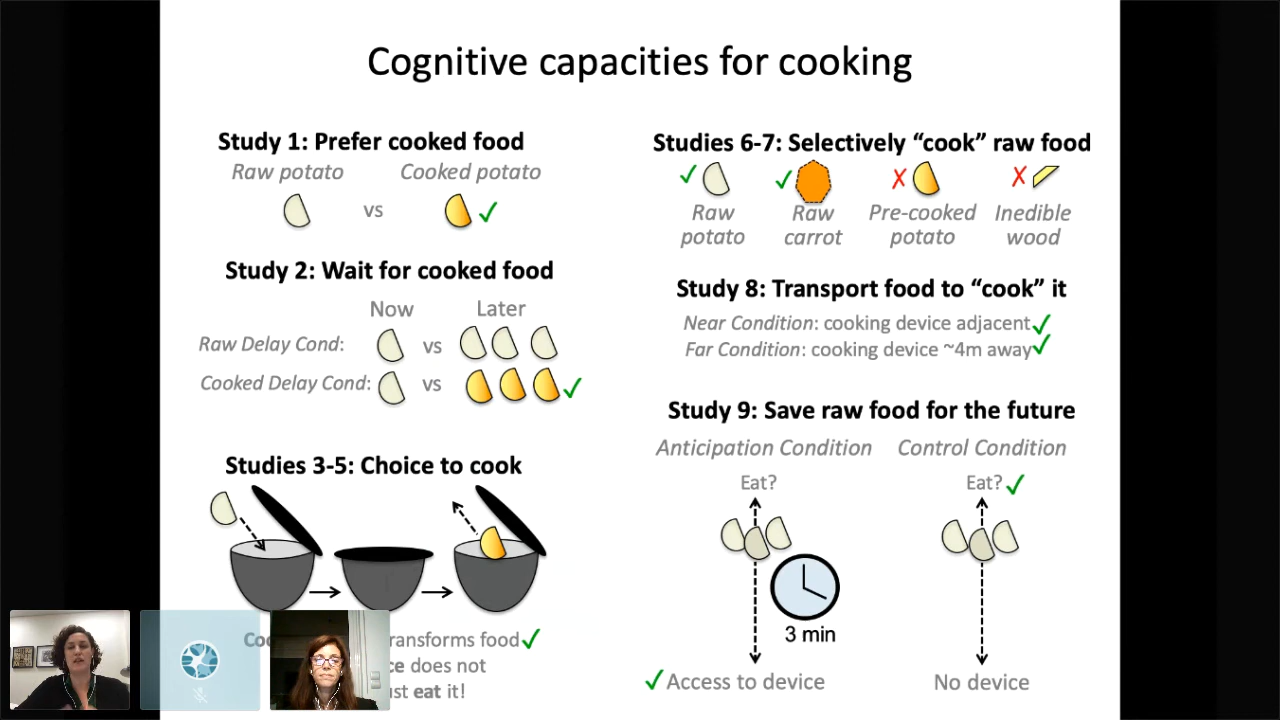 Cognitive capacities for cooking
Study 1: Prefer cooked food
Raw potato Cooked potato
vs
Study 2: Wait for cooked food
Now Later
Raw Delay Cond: vs
Cooked Delay Cond: vs
Studies 3-5: Choice to cook
ransforms food
does not
eat it!
Studies 6-7: Selectively “cook” raw food
Raw potato
Raw carrot
Pre-cooked potato
Inedible wood
Study 8: Transport food to “cook” it
Near Condition: cooking device adjacent
Far Condition: cooking device ~4m away
Study 9: Save raw food for the future
Anticipation Condition Control Condition
Eat? Eat?
3 min
Access to device No device